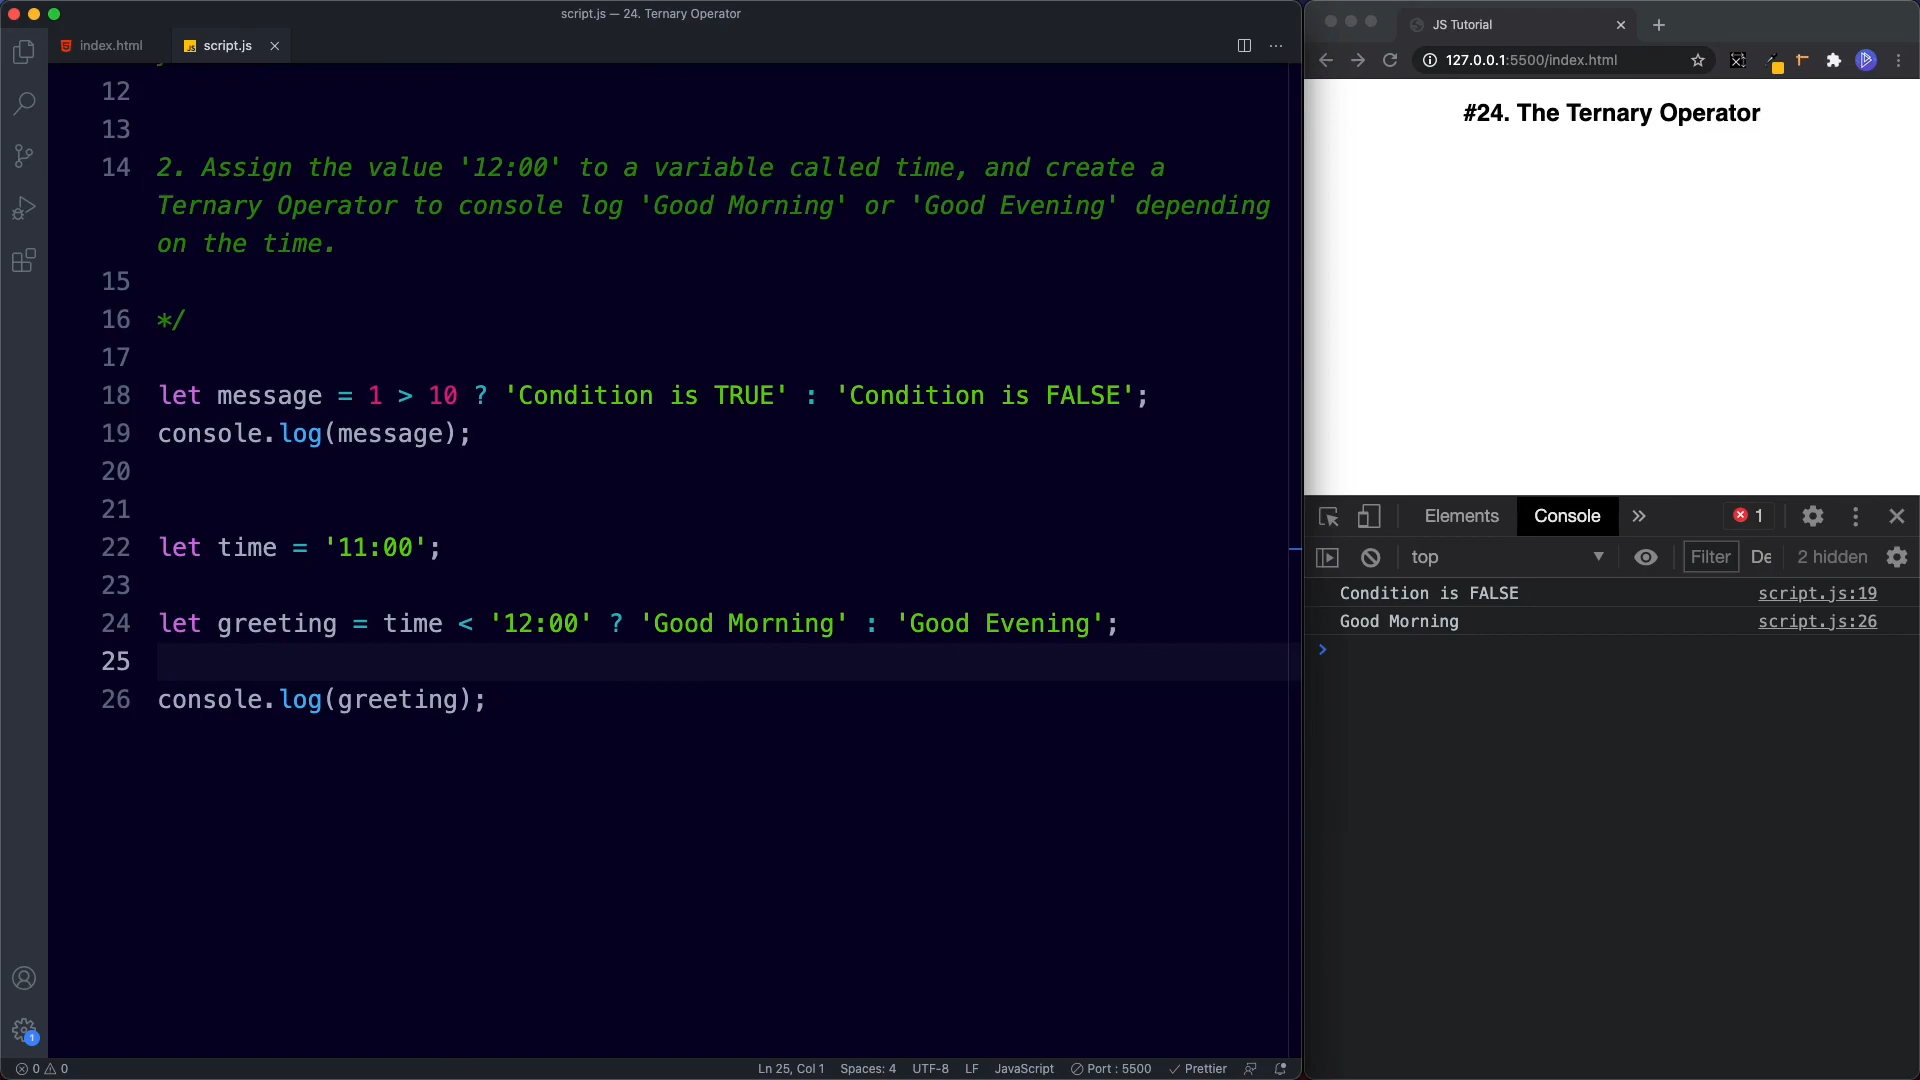 script.js — 24. Ternary Operator
index.html
script.js
12
13
14 2. Assign the value '12:00' to a variable called time, and create a
Ternary Operator to console log 'Good Morning' or 'Good Evening' depending
on the time.
15
16 */
17
18 let message = 1 > 10 ? 'Condition is TRUE' : 'Condition is FALSE';
19 console.log(message);
20
21
22 let time = '11:00';
23
24 let greeting = time < '12:00' ? 'Good Morning' : 'Good Evening';
25
26 console.log(greeting);
1
0 0
Ln 25, Col 1 Spaces: 4 UTF-8 LF JavaScript Port : 5500 Prettier
JS Tutorial
127.0.0.1:5500/index.html
#24. The Ternary Operator
Elements Console » 1
top Filter De 2 hidden
Condition is FALSE script.js:19
Good Morning script.js:26